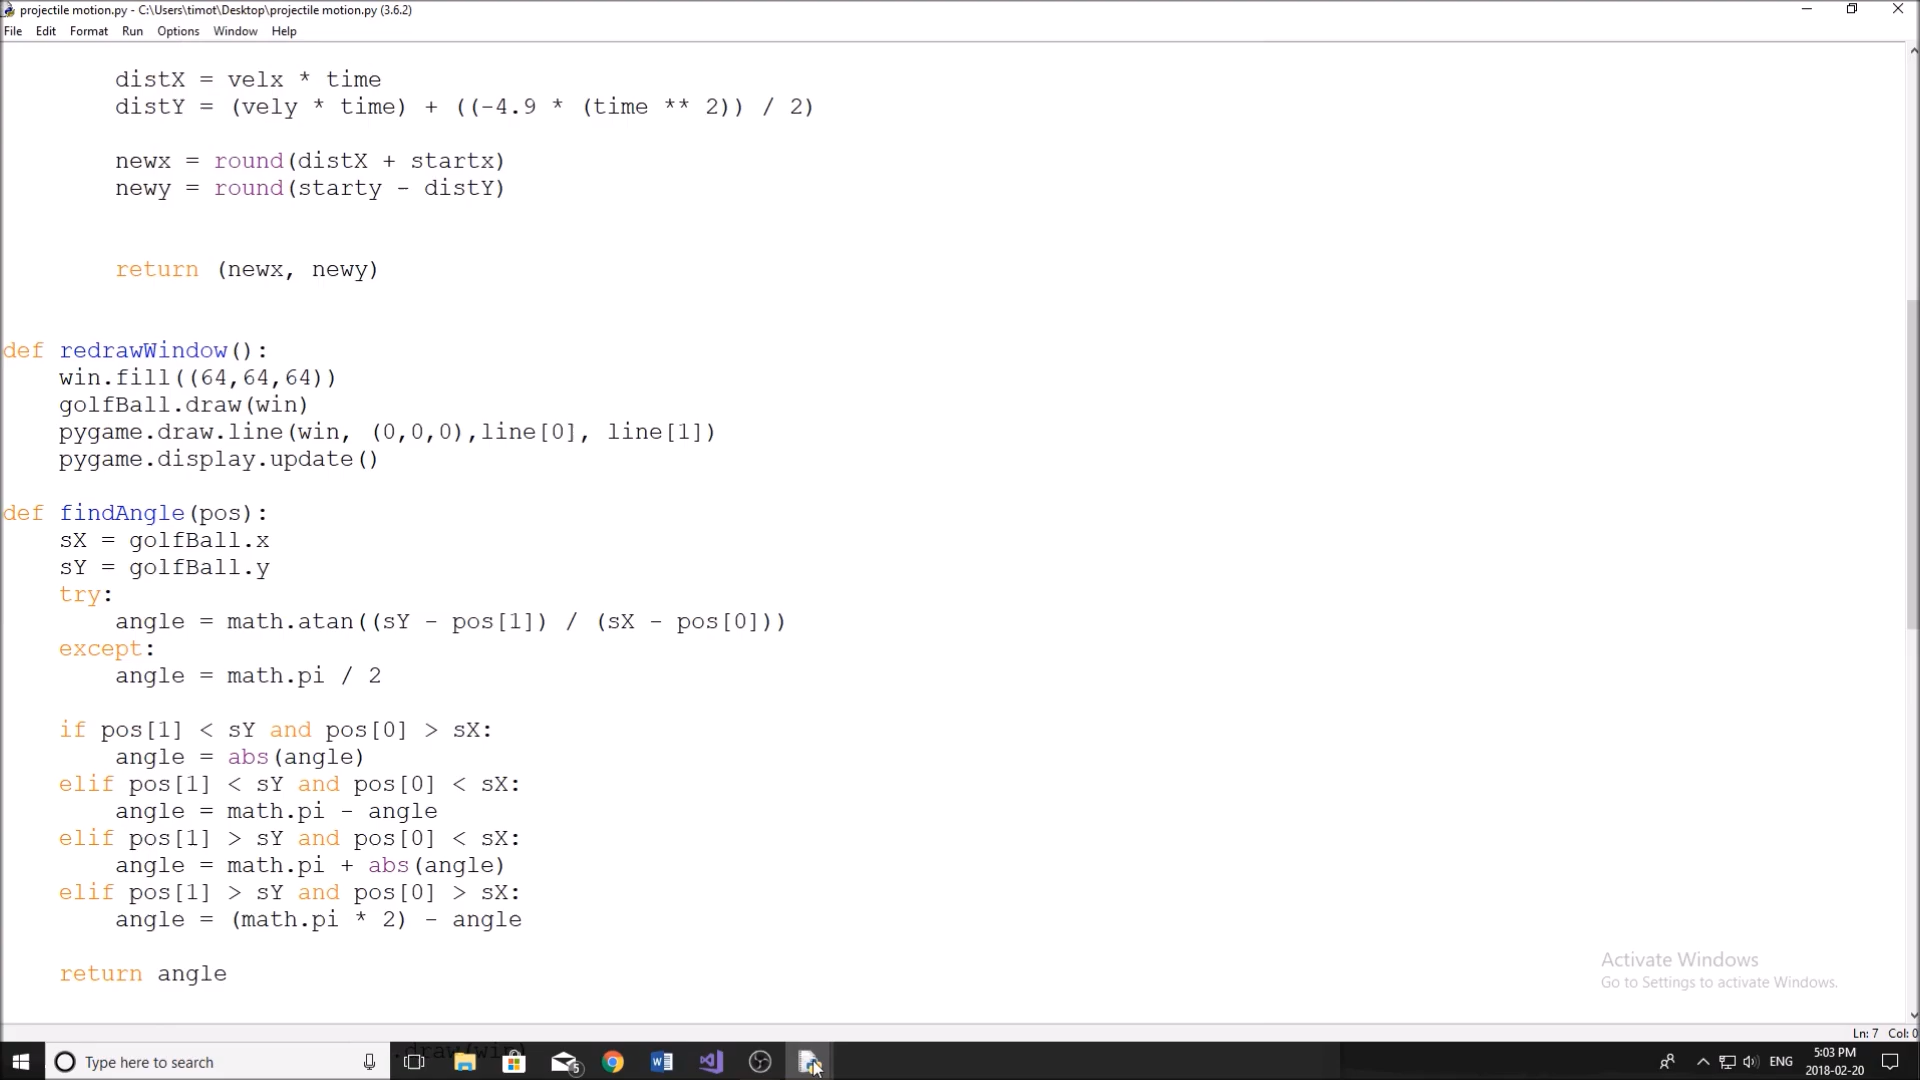 projectile motion.py - C:\Users\timot\Desktop\projectile motion.py (3.6.2)
File Edit Format Run Options Window Help
        distX = velx * time
        distY = (vely * time) + ((-4.9 * (time ** 2)) / 2)
        newx = round(distX + startx)
        newy = round(starty - distY)
        return (newx, newy)
def redrawWindow():
    win.fill((64,64,64))
    golfBall.draw(win)
    pygame.draw.line(win, (0,0,0),line[0], line[1])
    pygame.display.update()
def findAngle(pos):
    sX = golfBall.x
    sY = golfBall.y
    try:
        angle = math.atan((sY - pos[1]) / (sX - pos[0]))
    except:
        angle = math.pi / 2
    if pos[1] < sY and pos[0] > sX:
        angle = abs(angle)
    elif pos[1] < sY and pos[0] < sX:
        angle = math.pi - angle
    elif pos[1] > sY and pos[0] < sX:
        angle = math.pi + abs(angle)
    elif pos[1] > sY and pos[0] > sX:
        angle = (math.pi * 2) - angle
    return angle
Activate Windows
Go to Settings to activate Windows.
Ln: 7 Col: 0
Type here to search
5
ENG
5:03 PM
2018-02-20